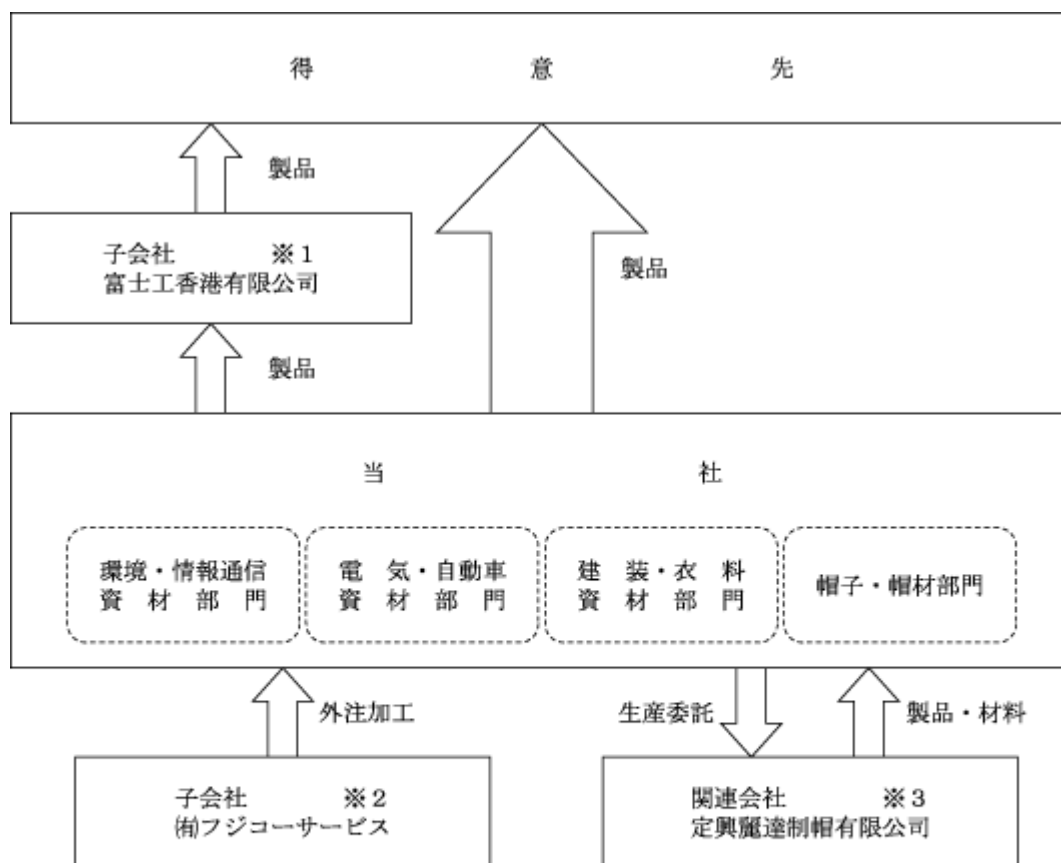 得意先
製品
子会社 ※1
富士工香港有限公司
製品
製品
当社
環境・情報通信
資材部門
電気・自動車
資材部門
建装・衣料
資材部門
帽子・帽材部門
外注加工
生産委託
製品・材料
子会社 ※2
㈲フジコーサービス
関連会社 ※3
定興麗達制帽有限公司